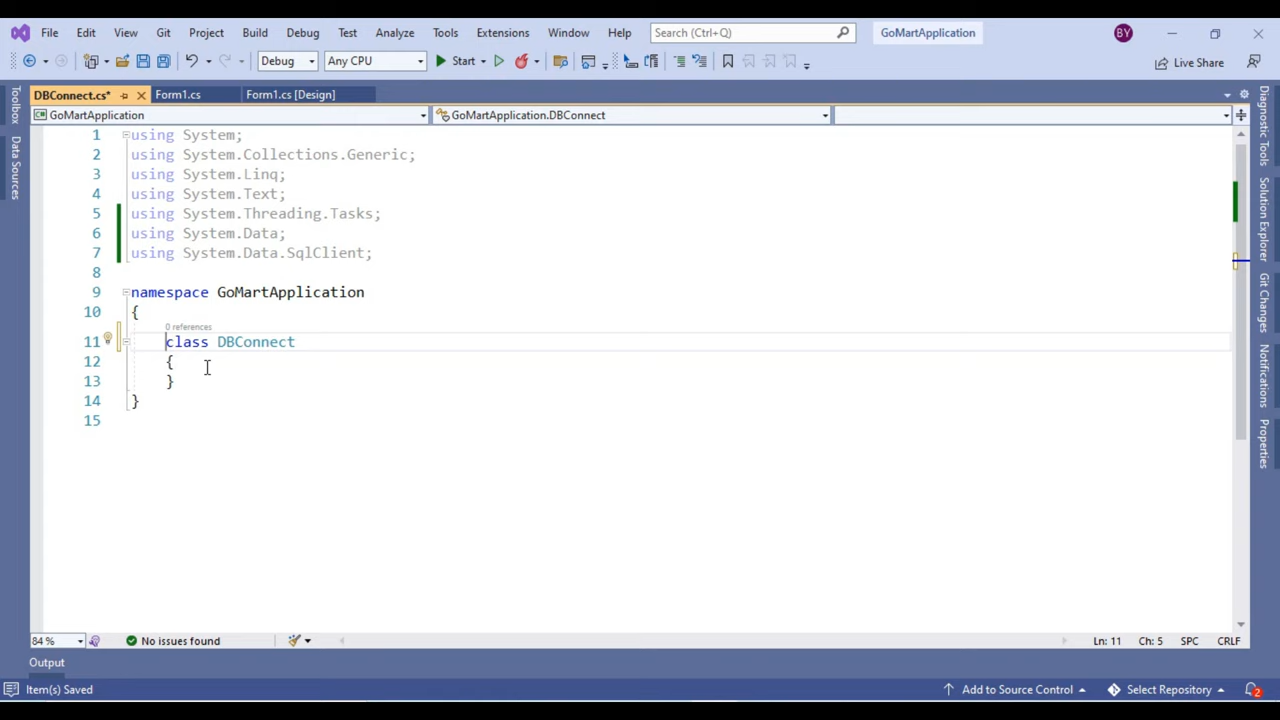 File Edit View Git Project Build Debug Test Analyze Tools Extensions Window Help Search (Ctrl+Q) GoMartApplication BY
Debug Any CPU Start Live Share
DBConnect.cs* Form1.cs Form1.cs [Design]
GoMartApplication GoMartApplication.DBConnect
Toolbox
Data Sources
1 using System;
2 using System.Collections.Generic;
3 using System.Linq;
4 using System.Text;
5 using System.Threading.Tasks;
6 using System.Data;
7 using System.Data.SqlClient;
8
9 namespace GoMartApplication
10 {
0 references
11 class DBConnect
12 {
13 }
14 }
15
Diagnostic Tools
Solution Explorer
Git Changes
Notifications
Properties
84 % No issues found Ln: 11 Ch: 5 SPC CRLF
Output
Item(s) Saved Add to Source Control Select Repository 2